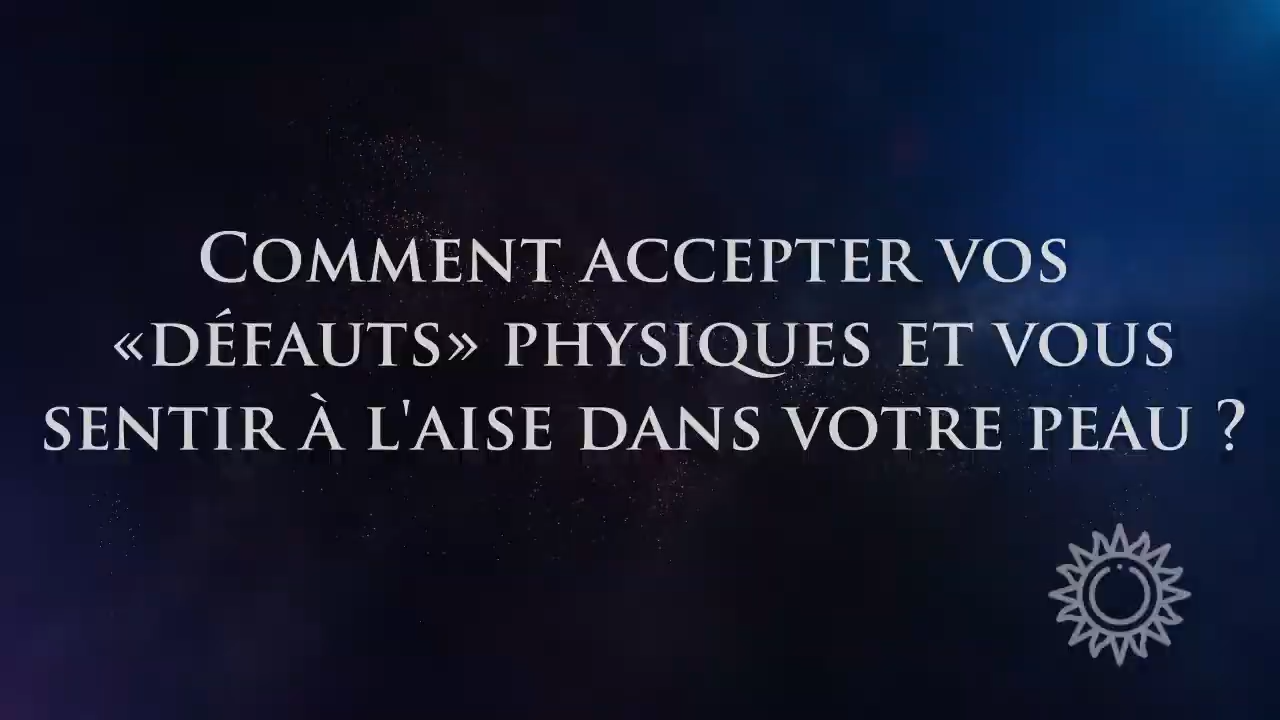 Comment accepter vos
«défauts» physiques et vous
sentir à l'aise dans votre peau ?